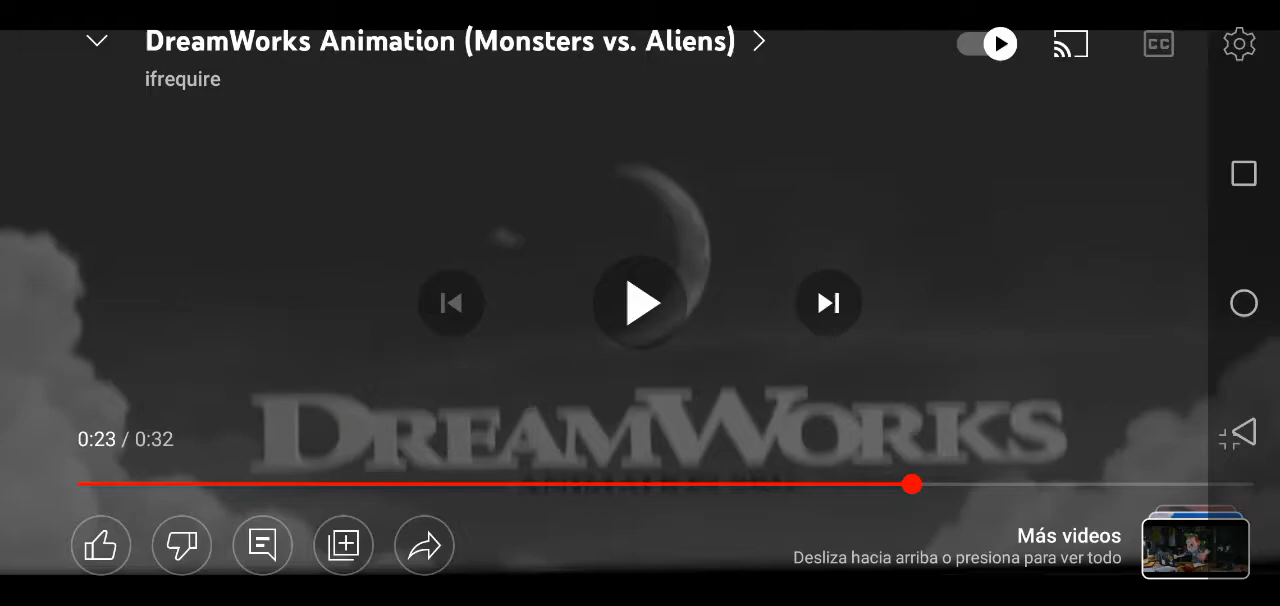 DreamWorks Animation (Monsters vs. Aliens)
ifrequire
CC
DREAMWORKS
0:23 / 0:32
Más videos
Desliza hacia arriba o presiona para ver todo